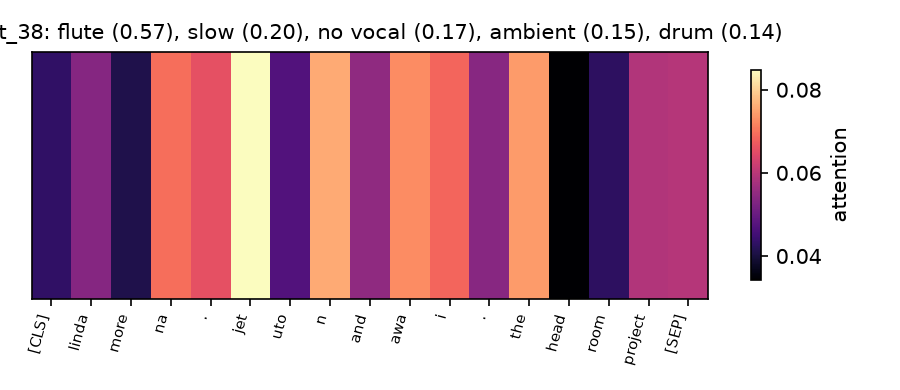 t_38: flute (0.57), slow (0.20), no vocal (0.17), ambient (0.15), drum (0.14)
0.08
0.06
0.04
attention
[CLS]
linda
more
na
.
jet
uto
n
and
awa
i
.
the
head
room
project
[SEP]